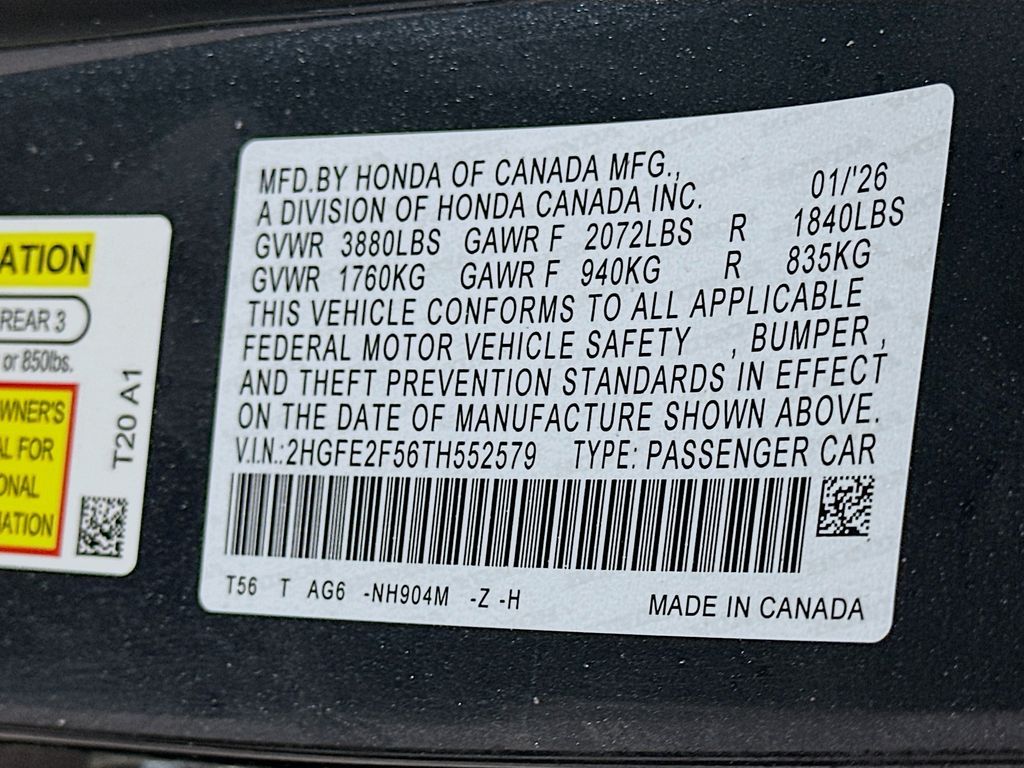 ATION
REAR 3
or 850lbs.
WNER'S
AL FOR
ONAL
MATION
T20 A1
MFD.BY HONDA OF CANADA MFG.,
A DIVISION OF HONDA CANADA INC. 01/'26
GVWR 3880LBS GAWR F 2072LBS R 1840LBS
GVWR 1760KG GAWR F 940KG R 835KG
THIS VEHICLE CONFORMS TO ALL APPLICABLE
FEDERAL MOTOR VEHICLE SAFETY , BUMPER ,
AND THEFT PREVENTION STANDARDS IN EFFECT
ON THE DATE OF MANUFACTURE SHOWN ABOVE.
V.I.N.:2HGFE2F56TH552579 TYPE: PASSENGER CAR
T56 T AG6 -NH904M -Z -H MADE IN CANADA